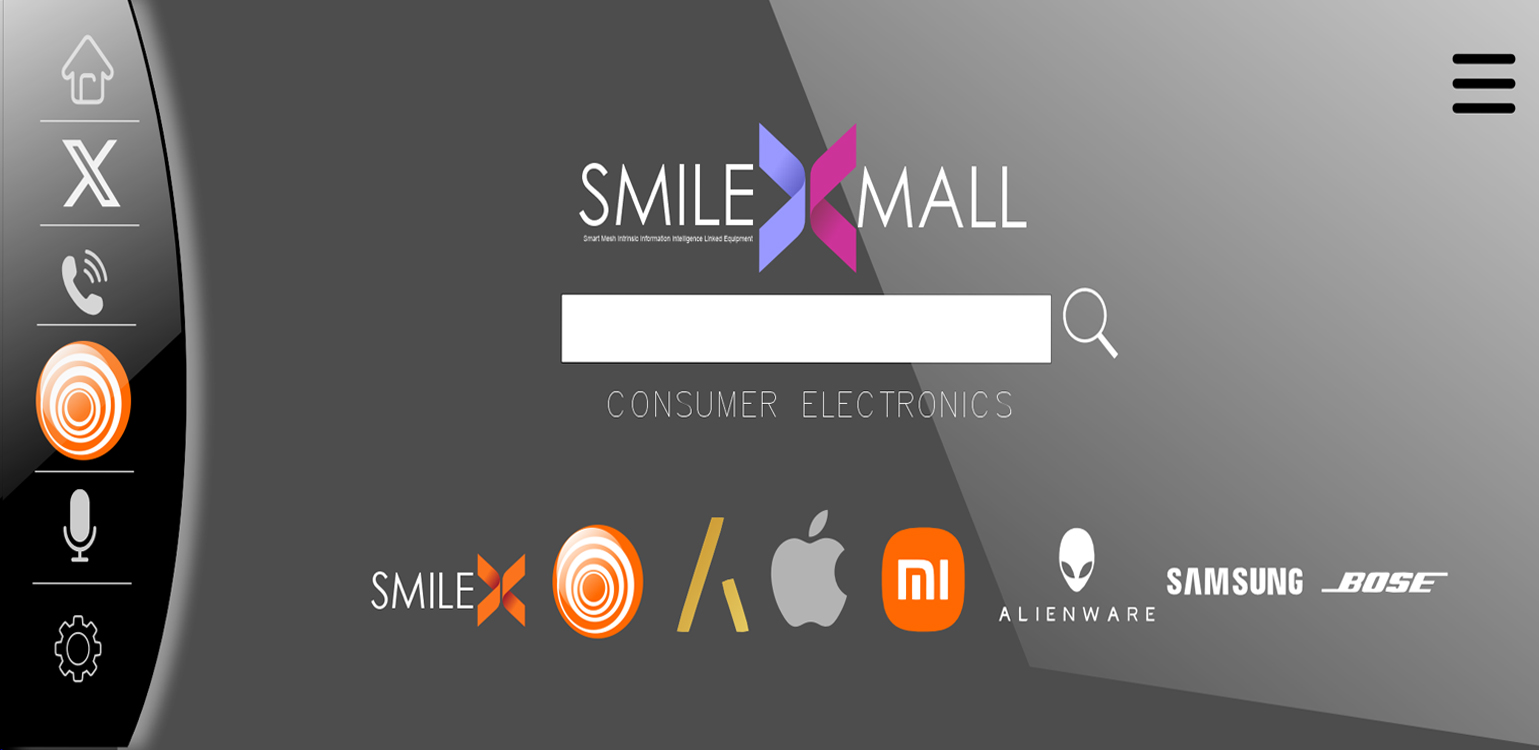 SMILE X MALL
Smart Mesh Intrinsic Information Intelligence Linked Equipment
CONSUMER ELECTRONICS
SMILE X
mi
ALIENWARE
SAMSUNG
BOSE